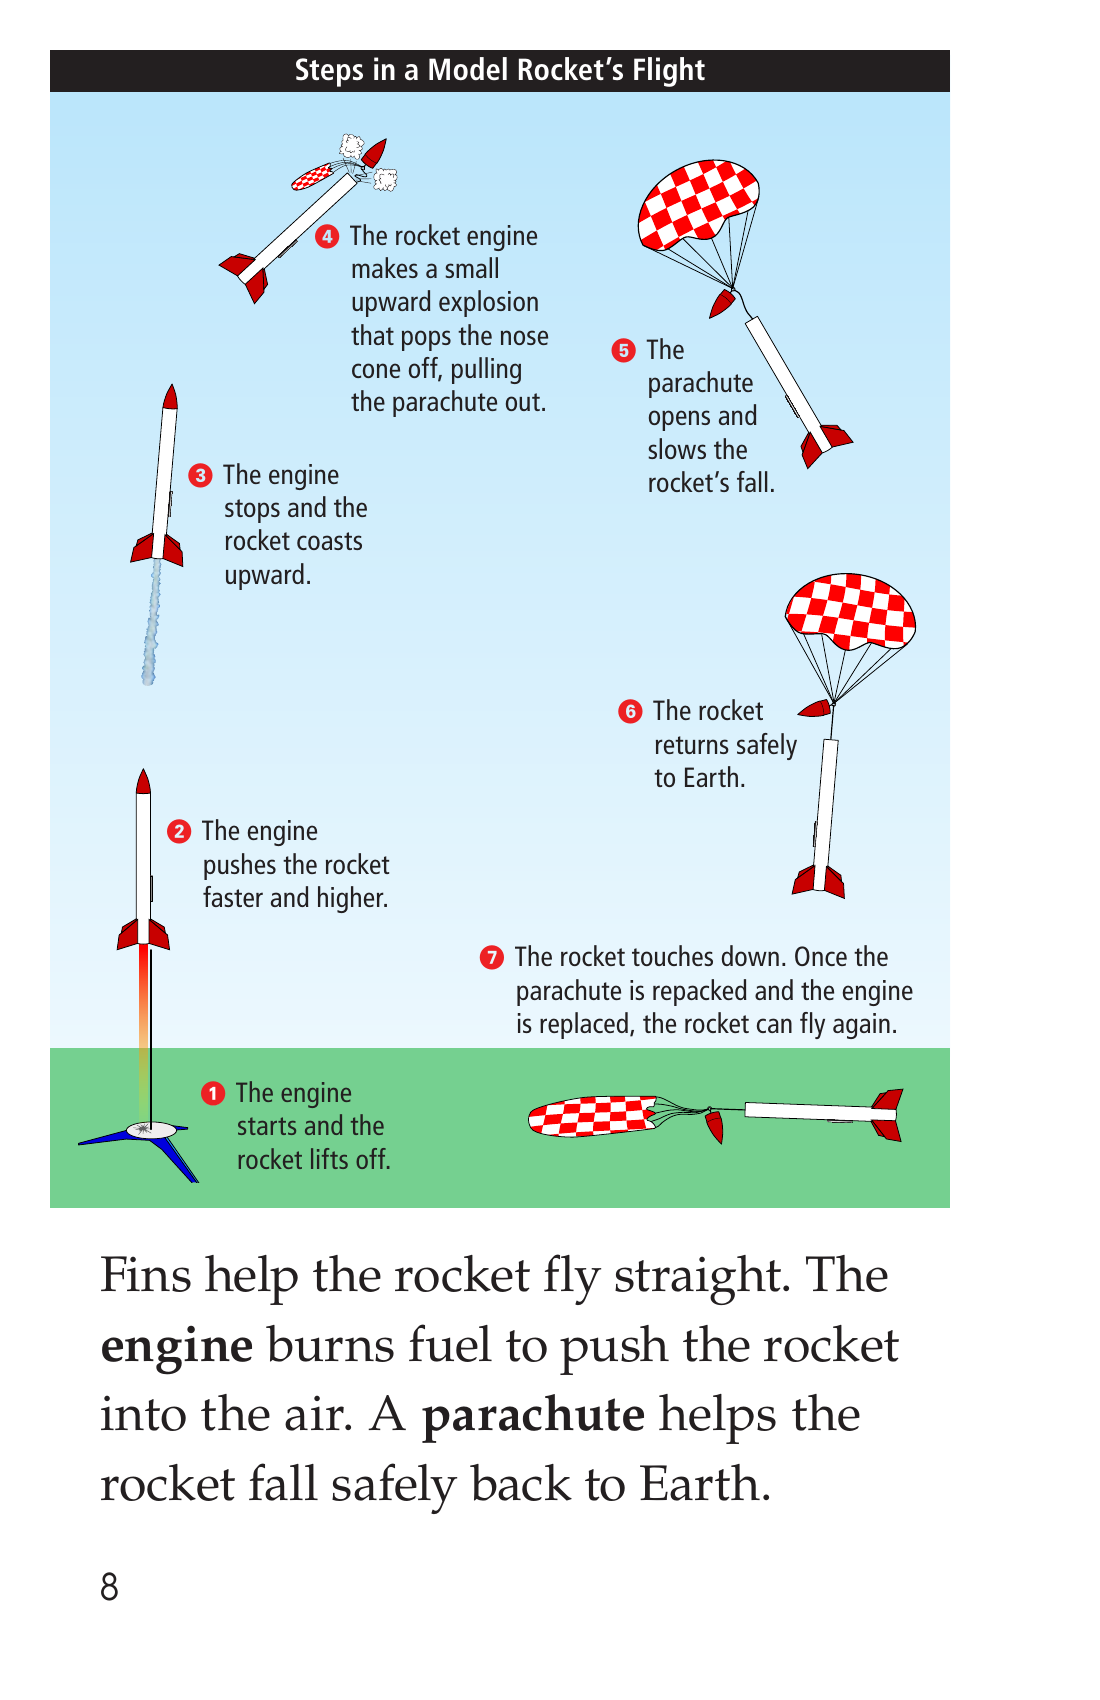 Steps in a Model Rocket's Flight
4 The rocket engine
makes a small
upward explosion
that pops the nose
cone off, pulling
the parachute out.
5 The
parachute
opens and
slows the
rocket's fall.
3 The engine
stops and the
rocket coasts
upward.
6 The rocket
returns safely
to Earth.
2 The engine
pushes the rocket
faster and higher.
7 The rocket touches down. Once the
parachute is repacked and the engine
is replaced, the rocket can fly again.
1 The engine
starts and the
rocket lifts off.
Fins help the rocket fly straight. The
engine burns fuel to push the rocket
into the air. A parachute helps the
rocket fall safely back to Earth.
8